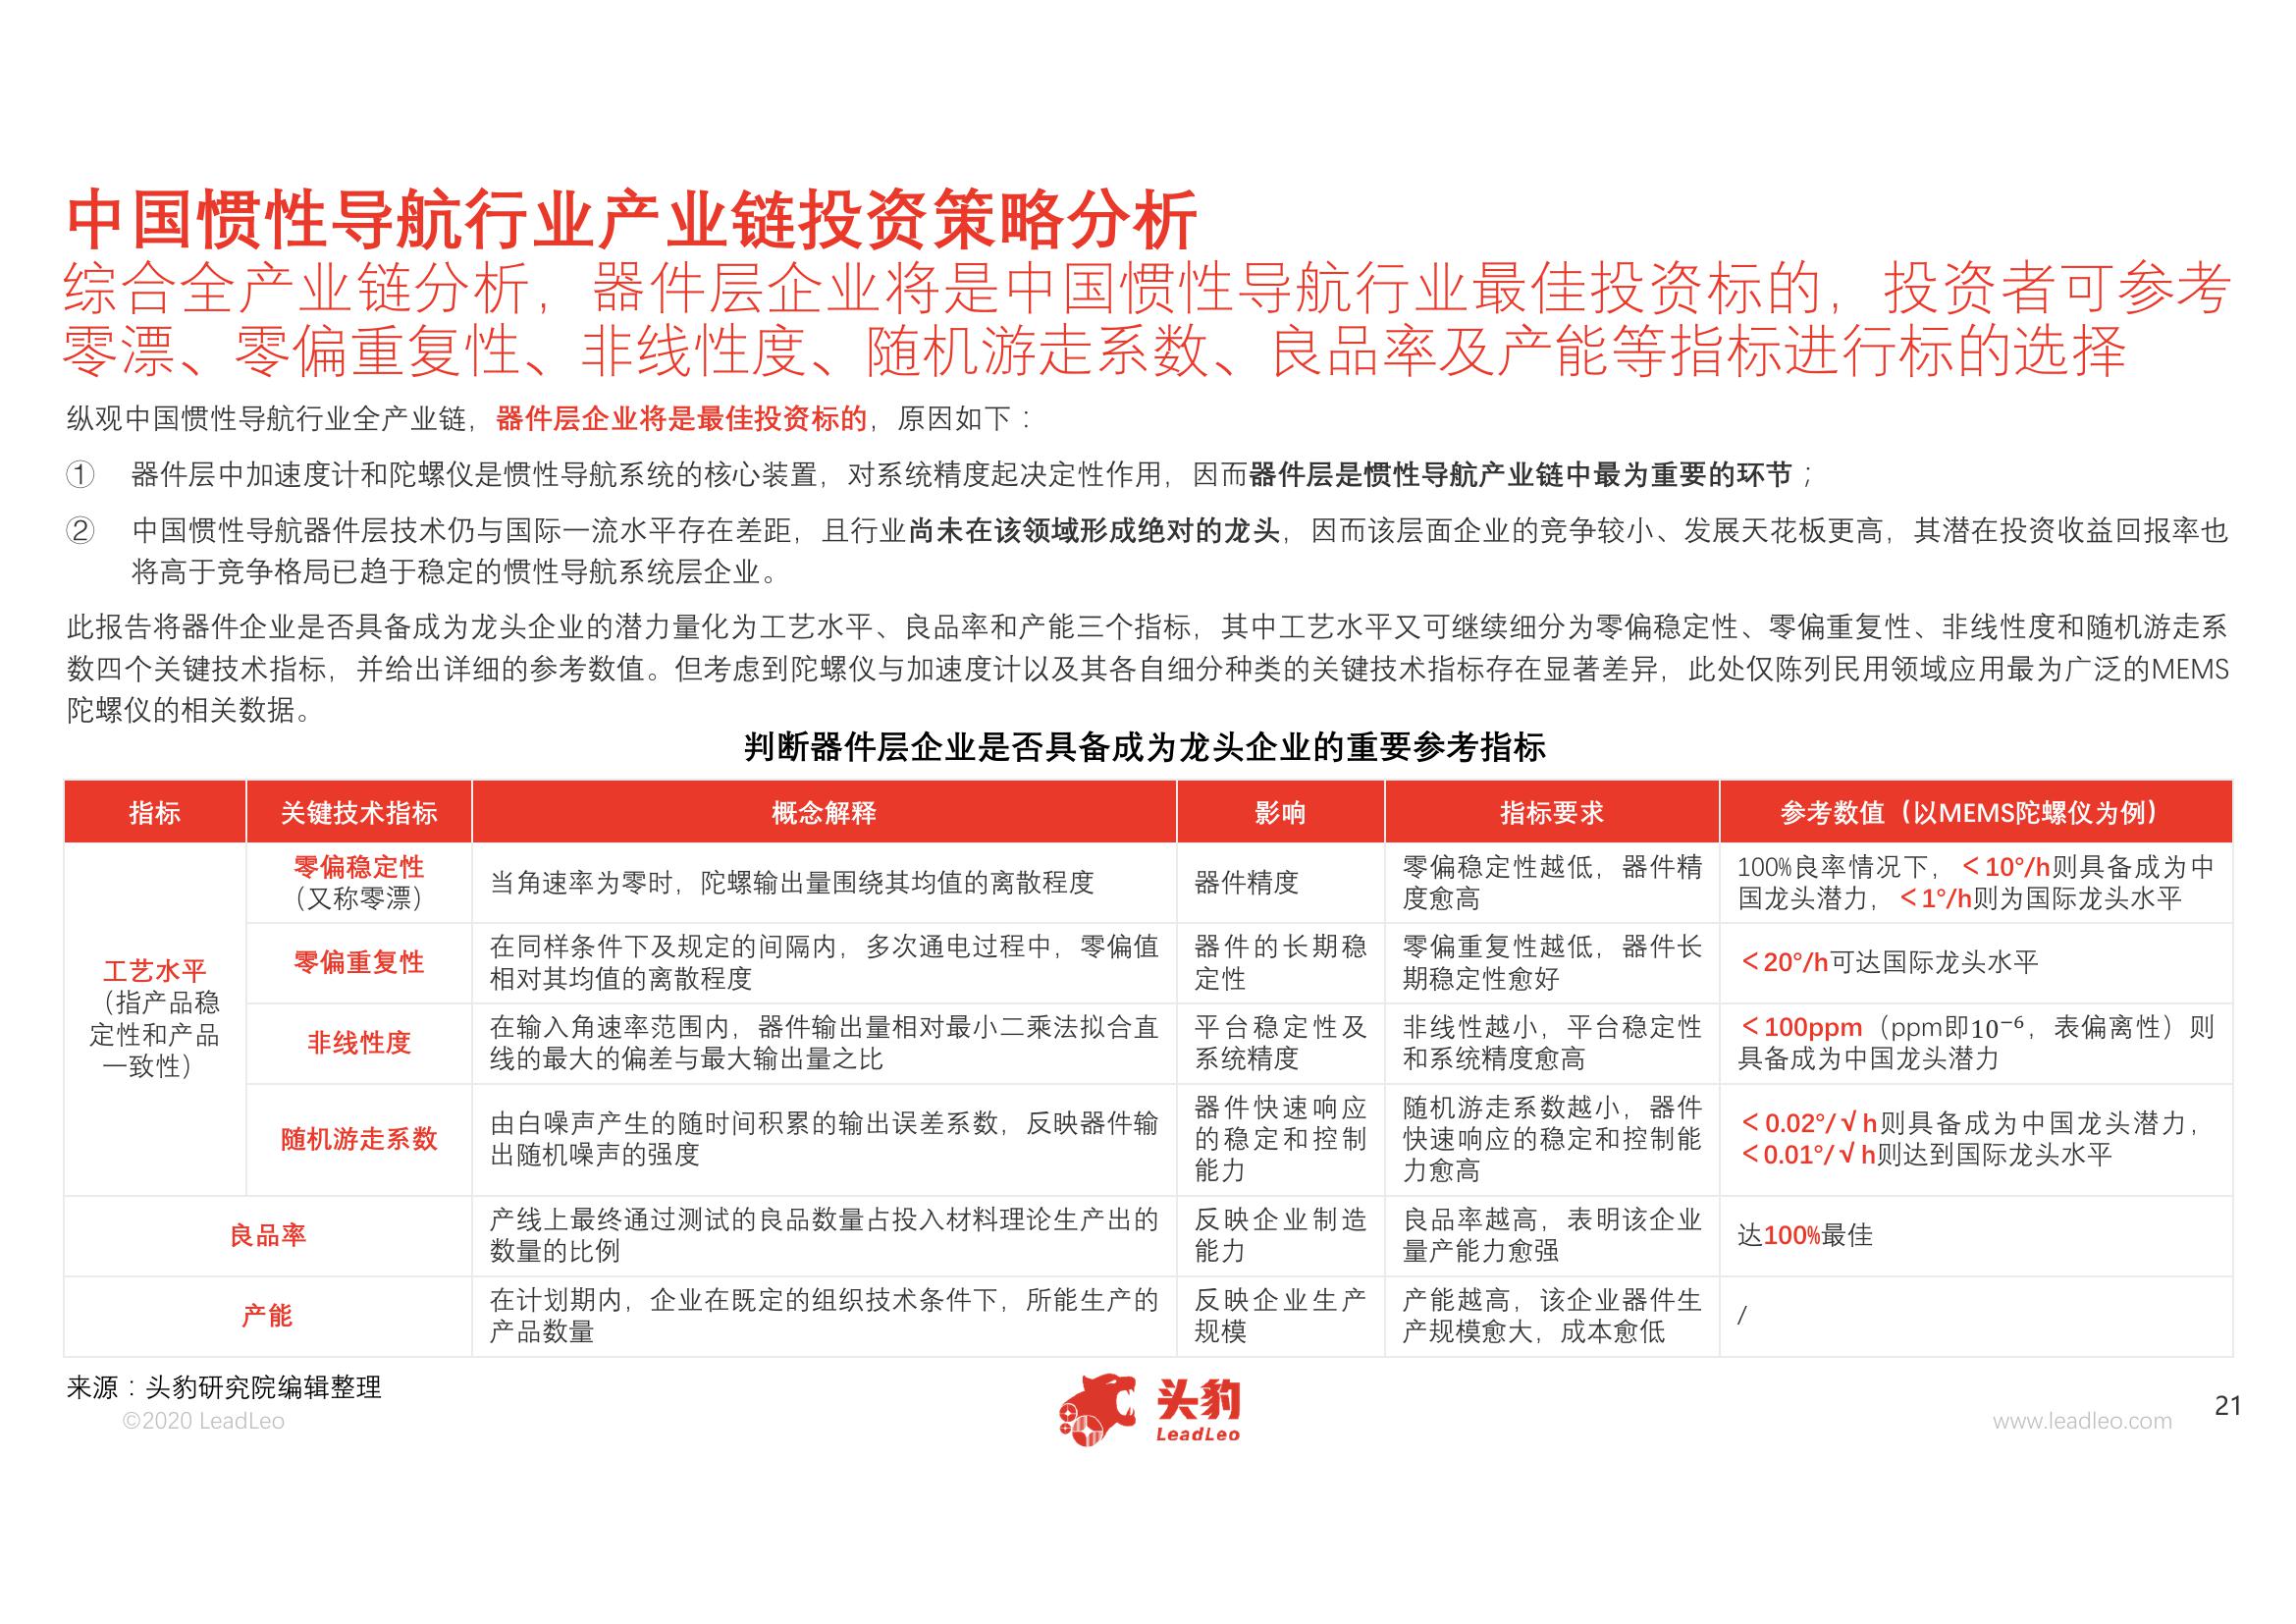 中国惯性导航行业产业链投资策略分析
综合全产业链分析，器件层企业将是中国惯性导航行业最佳投资标的，投资者可参考
零漂、零偏重复性、非线性度、随机游走系数、良品率及产能等指标进行标的选择
纵观中国惯性导航行业全产业链，器件层企业将是最佳投资标的，原因如下：
① 器件层中加速度计和陀螺仪是惯性导航系统的核心装置，对系统精度起决定性作用，因而器件层是惯性导航产业链中最为重要的环节；
② 中国惯性导航器件层技术仍与国际一流水平存在差距，且行业尚未在该领域形成绝对的龙头，因而该层面企业的竞争较小、发展天花板更高，其潜在投资收益回报率也
将高于竞争格局已趋于稳定的惯性导航系统层企业。
此报告将器件企业是否具备成为龙头企业的潜力量化为工艺水平、良品率和产能三个指标，其中工艺水平又可继续细分为零偏稳定性、零偏重复性、非线性度和随机游走系
数四个关键技术指标，并给出详细的参考数值。但考虑到陀螺仪与加速度计以及其各自细分种类的关键技术指标存在显著差异，此处仅陈列民用领域应用最为广泛的MEMS
陀螺仪的相关数据。
判断器件层企业是否具备成为龙头企业的重要参考指标
指标 关键技术指标 概念解释 影响 指标要求 参考数值（以MEMS陀螺仪为例）
工艺水平
（指产品稳
定性和产品
一致性）
零偏稳定性
（又称零漂）
当角速率为零时，陀螺输出量围绕其均值的离散程度
器件精度
零偏稳定性越低，器件精
度愈高
100%良率情况下，＜10°/h则具备成为中
国龙头潜力，＜1°/h则为国际龙头水平
零偏重复性
在同样条件下及规定的间隔内，多次通电过程中，零偏值
相对其均值的离散程度
器件的长期稳
定性
零偏重复性越低，器件长
期稳定性愈好
＜20°/h可达国际龙头水平
非线性度
在输入角速率范围内，器件输出量相对最小二乘法拟合直
线的最大的偏差与最大输出量之比
平台稳定性及
系统精度
非线性越小，平台稳定性
和系统精度愈高
＜100ppm（ppm即10⁻⁶，表偏离性）则
具备成为中国龙头潜力
随机游走系数
由白噪声产生的随时间积累的输出误差系数，反映器件输
出随机噪声的强度
器件快速响应
的稳定和控制
能力
随机游走系数越小，器件
快速响应的稳定和控制能
力愈高
＜0.02°/√h则具备成为中国龙头潜力，
＜0.01°/√h则达到国际龙头水平
良品率
产线上最终通过测试的良品数量占投入材料理论生产出的
数量的比例
反映企业制造
能力
良品率越高，表明该企业
量产能力愈强
达100%最佳
产能
在计划期内，企业在既定的组织技术条件下，所能生产的
产品数量
反映企业生产
规模
产能越高，该企业器件生
产规模愈大，成本愈低
/
来源：头豹研究院编辑整理
©2020 LeadLeo
头豹
LeadLeo
www.leadleo.com
21